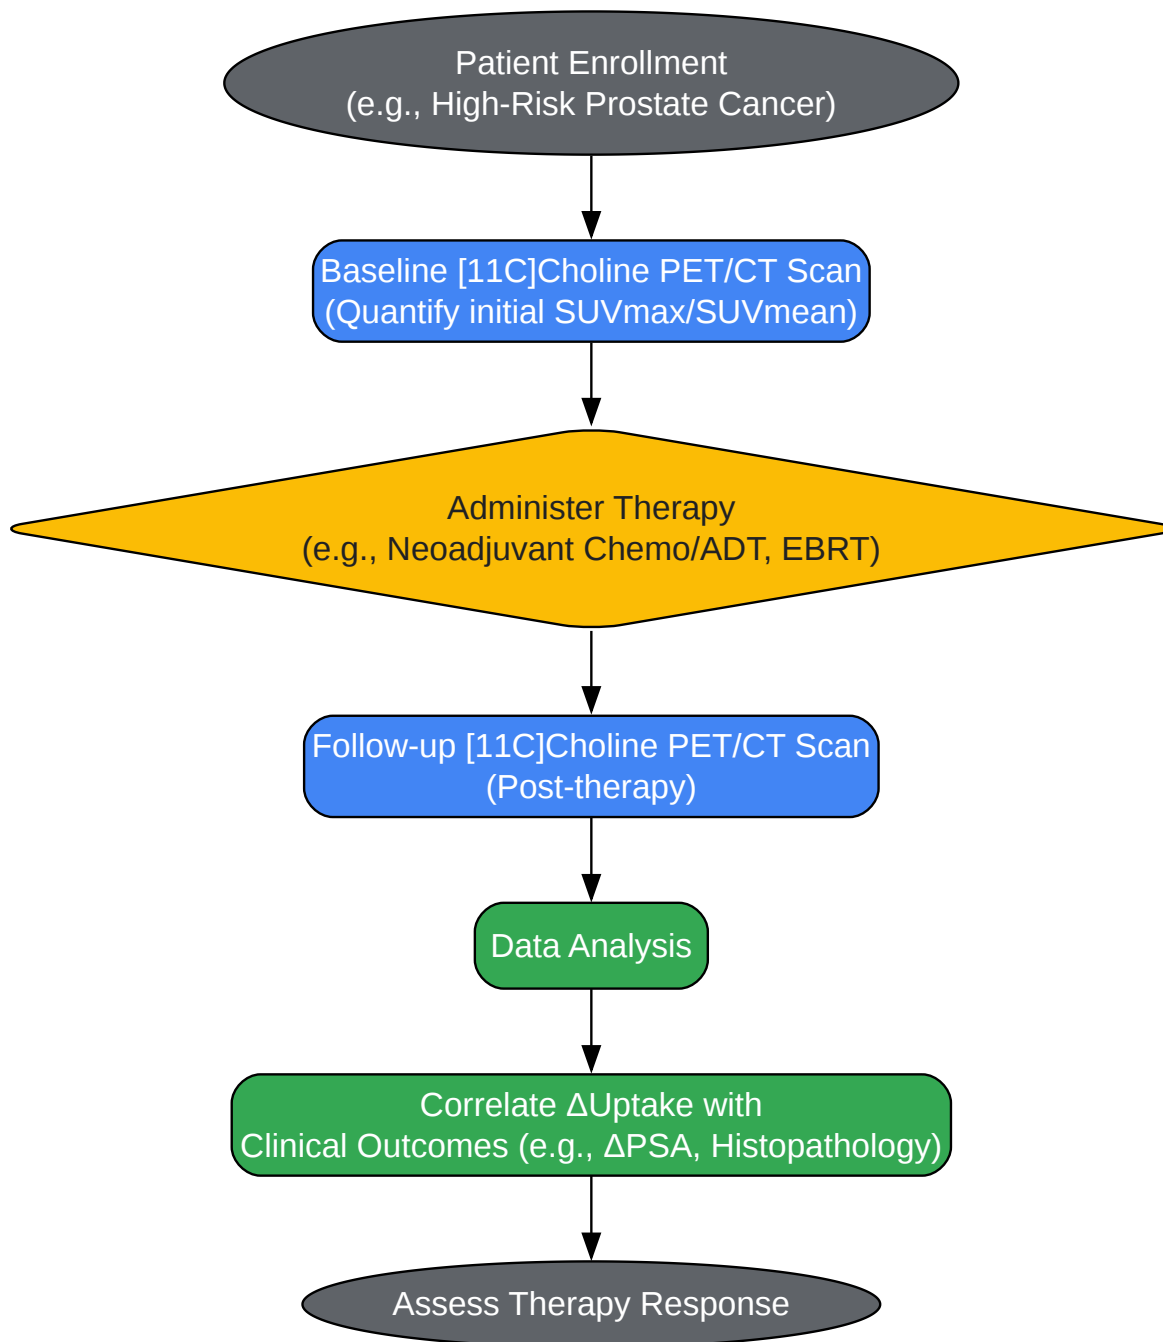 Patient Enrollment
(e.g., High-Risk Prostate Cancer)
Baseline [11C]Choline PET/CT Scan
(Quantify initial SUVmax/SUVmean)
Administer Therapy
(e.g., Neoadjuvant Chemo/ADT, EBRT)
Follow-up [11C]Choline PET/CT Scan
(Post-therapy)
Data Analysis
Correlate ΔUptake with
Clinical Outcomes (e.g., ΔPSA, Histopathology)
Assess Therapy Response